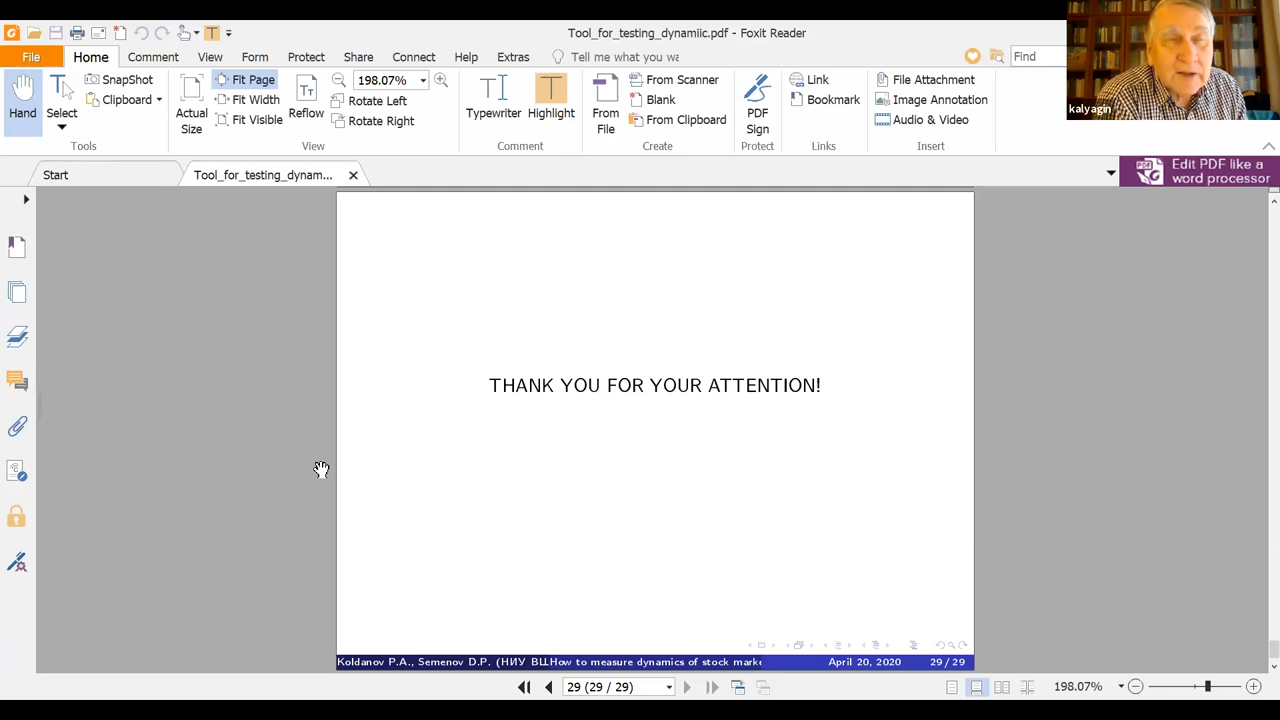 Tool_for_testing_dynamiic.pdf - Foxit Reader
File
Home
Comment
View
Form
Protect
Share
Connect
Help
Extras
Tell me what you wa
Find
kalyagin
Hand
Select
SnapShot
Clipboard
Tools
Actual Size
Fit Page
Fit Width
Fit Visible
Reflow
198.07%
Rotate Left
Rotate Right
View
Typewriter
Highlight
Comment
From File
From Scanner
Blank
From Clipboard
Create
PDF Sign
Protect
Link
Bookmark
Links
File Attachment
Image Annotation
Audio & Video
Insert
Start
Tool_for_testing_dynam...
Edit PDF like a
word processor
THANK YOU FOR YOUR ATTENTION!
Koldanov P.A., Semenov D.P. (НИУ ВШ How to measure dynamics of stock marke April 20, 2020 29 / 29
29 (29 / 29)
198.07%